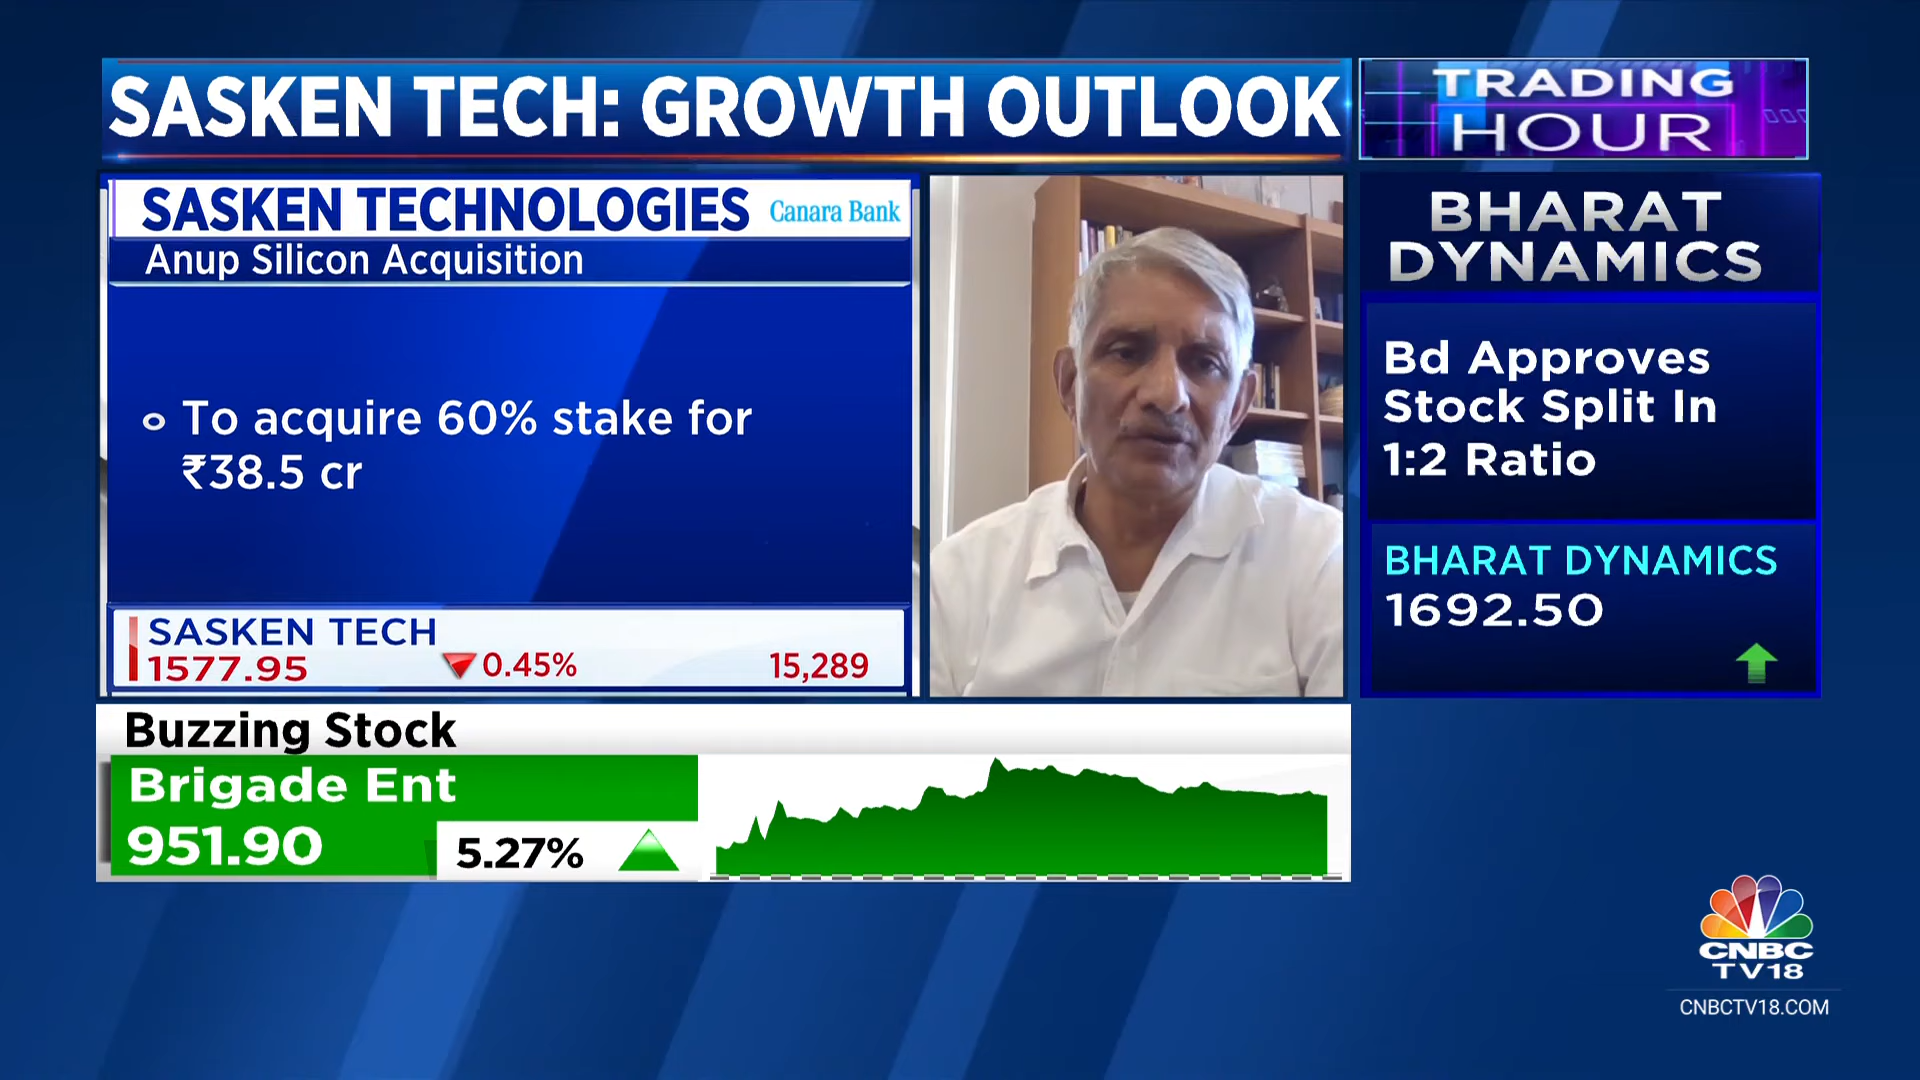 SASKEN TECH: GROWTH OUTLOOK
TRADING
HOUR
SASKEN TECHNOLOGIES
Canara Bank
Anup Silicon Acquisition
o To acquire 60% stake for
₹38.5 cr
SASKEN TECH
1577.95
0.45%
15,289
BHARAT
DYNAMICS
Bd Approves
Stock Split In
1:2 Ratio
BHARAT DYNAMICS
1692.50
Buzzing Stock
Brigade Ent
951.90
5.27%
CNBC
TV18
CNBCTV18.COM